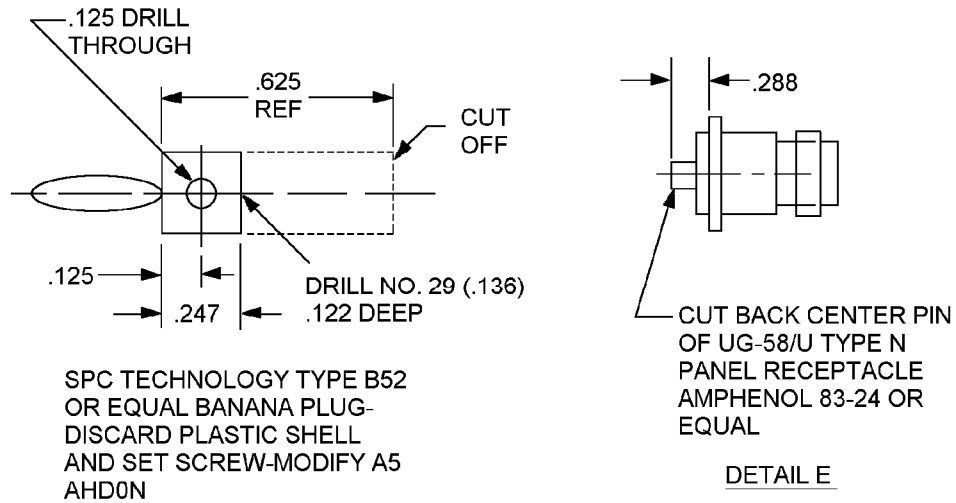 .125 DRILL
THROUGH
.625
REF
CUT
OFF
.125
.247
DRILL NO. 29 (.136)
.122 DEEP
SPC TECHNOLOGY TYPE B52
OR EQUAL BANANA PLUG-
DISCARD PLASTIC SHELL
AND SET SCREW-MODIFY A5
AHD0N
.288
CUT BACK CENTER PIN
OF UG-58/U TYPE N
PANEL RECEPTACLE
AMPHENOL 83-24 OR
EQUAL
DETAIL E